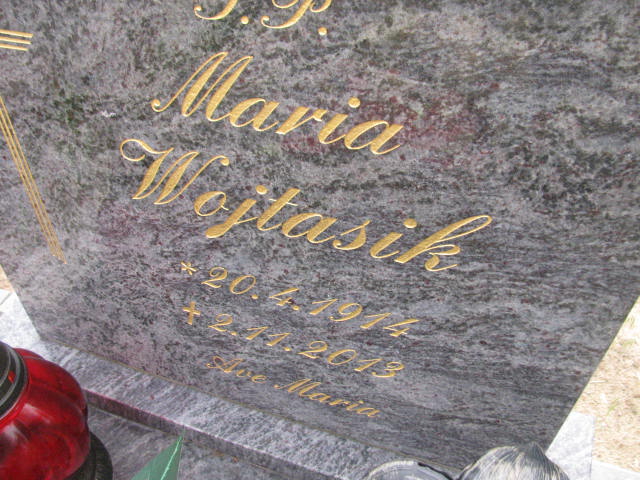 Ś.P.
Maria
Wojtasik
* 20.4.1914
+ 2.11.2013
Ave Maria